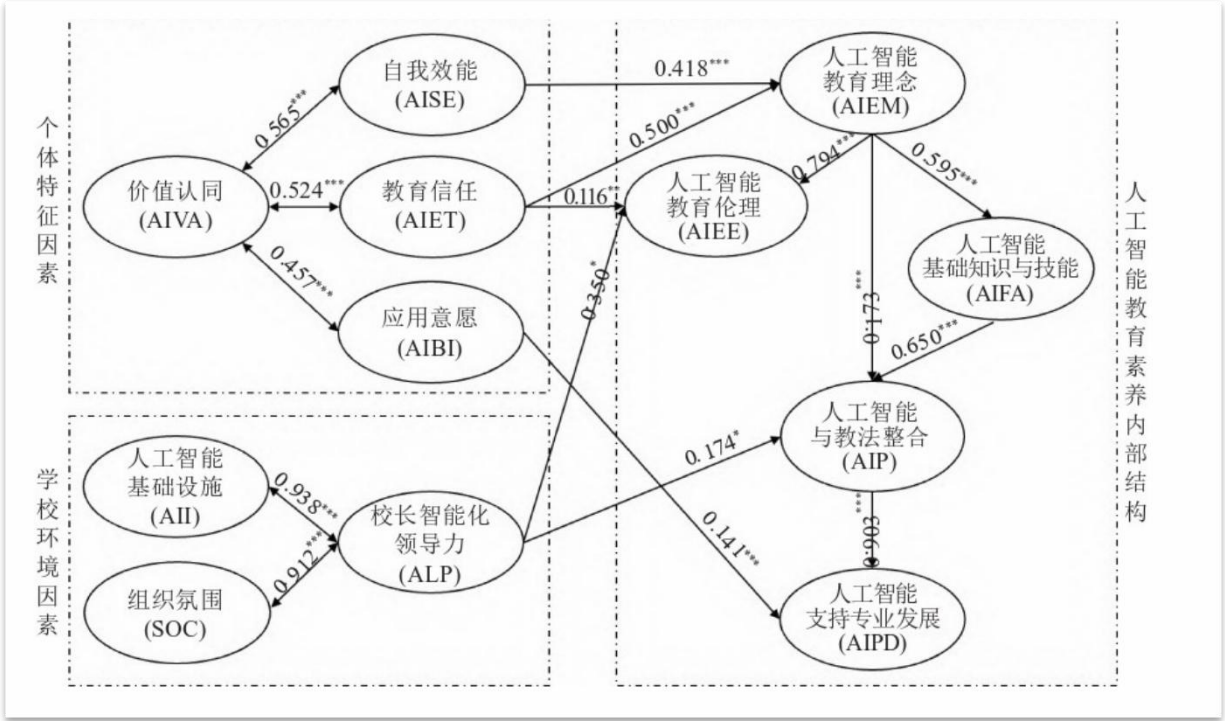 个体特征因素
自我效能
(AISE)
0.565***
价值认同
(AIVA)
0.524***
教育信任
(AIET)
0.457***
应用意愿
(AIBI)
学校环境因素
人工智能
基础设施
(AII)
0.938***
校长智能化
领导力
(ALP)
0.912***
组织氛围
(SOC)
0.418***
0.500***
0.116**
0.350*
0.174*
0.141***
人工智能
教育理念
(AIEM)
0.794***
0.595***
人工智能
教育伦理
(AIEE)
人工智能
基础知识与技能
(AIFA)
0.173***
0.650***
人工智能
与教法整合
(AIP)
0.903***
人工智能
支持专业发展
(AIPD)
人工智能教育素养内部结构